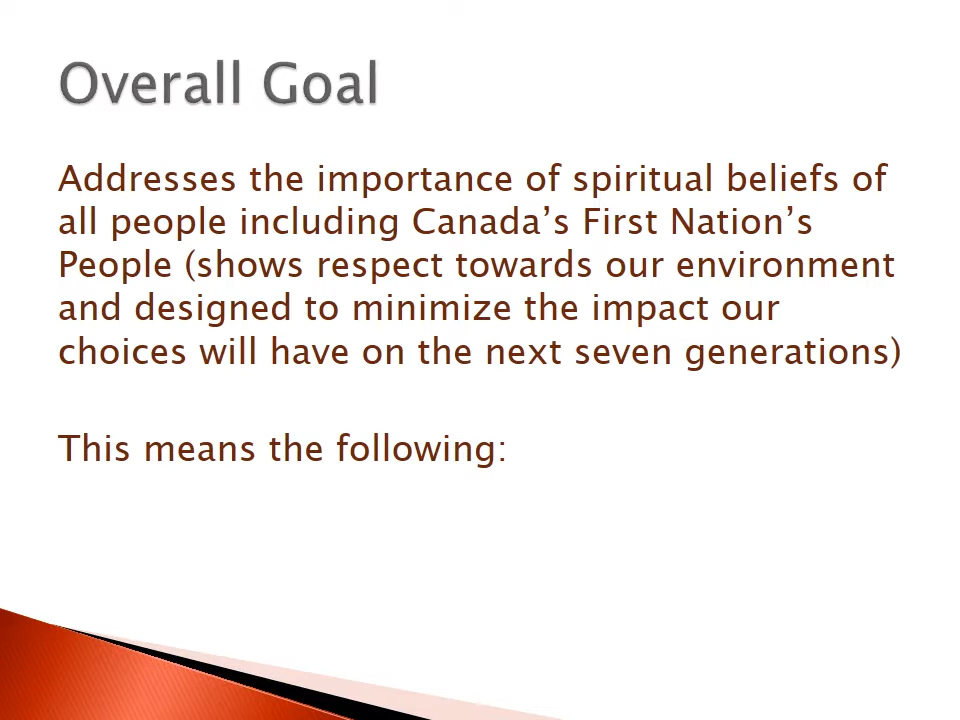 Overall Goal
Addresses the importance of spiritual beliefs of
all people including Canada’s First Nation’s
People (shows respect towards our environment
and designed to minimize the impact our
choices will have on the next seven generations)
This means the following: